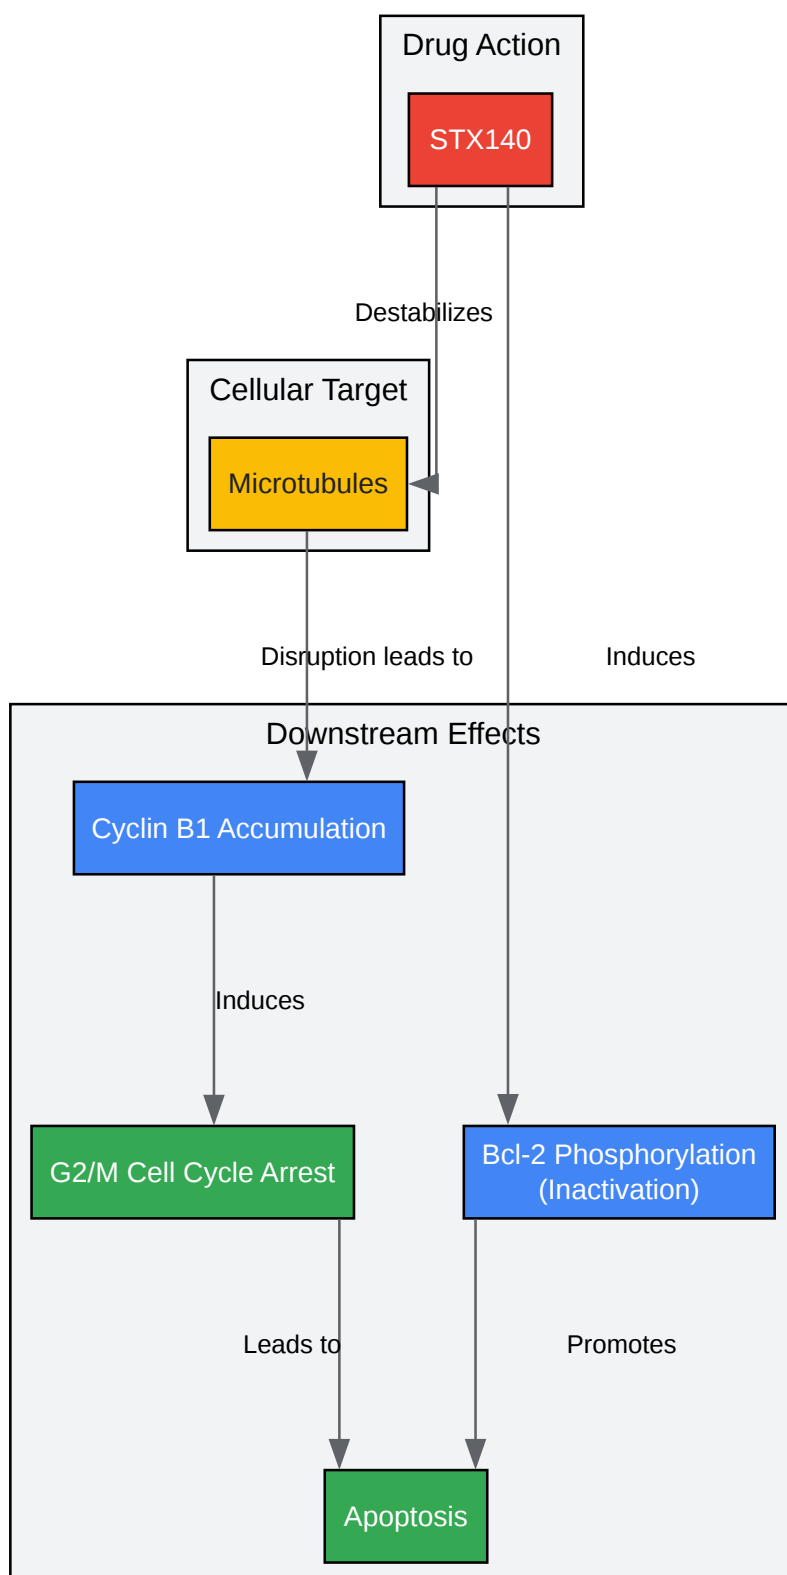 Drug Action
STX140
Destabilizes
Cellular Target
Microtubules
Disruption leads to
Induces
Downstream Effects
Cyclin B1 Accumulation
Induces
G2/M Cell Cycle Arrest
Bcl-2 Phosphorylation
(Inactivation)
Leads to
Promotes
Apoptosis